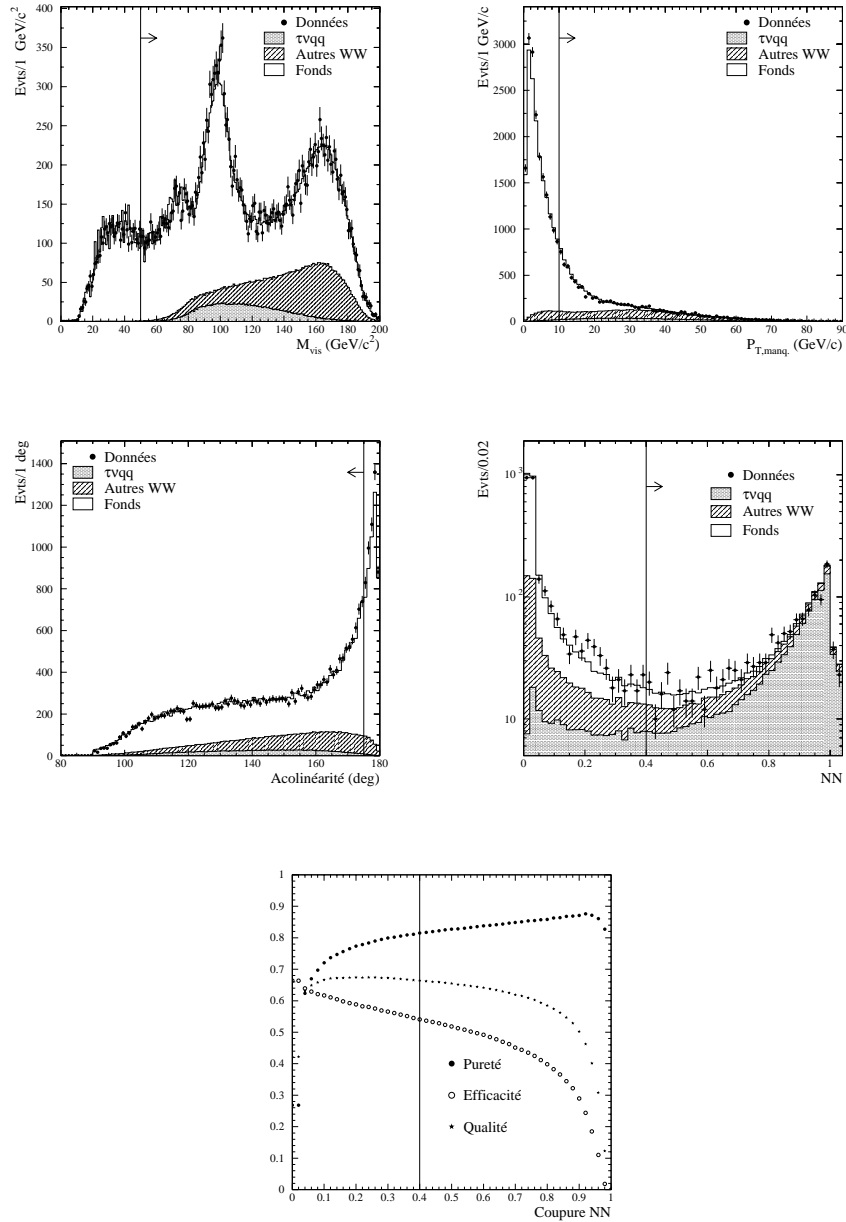 Evts/1 GeV/c²
400
350
300
250
200
150
100
50
0
Données
τνqq
Autres WW
Fonds
0 20 40 60 80 100 120 140 160 180 200
M_vis (GeV/c²)
Evts/1 GeV/c
3000
2500
2000
1500
1000
500
0
Données
τνqq
Autres WW
Fonds
0 10 20 30 40 50 60 70 80 90
P_T,manq. (GeV/c)
Evts/1 deg
1400
1200
1000
800
600
400
200
0
Données
τνqq
Autres WW
Fonds
80 100 120 140 160 180
Acolinéarité (deg)
Evts/0.02
10³
10²
10
Données
τνqq
Autres WW
Fonds
0 0.2 0.4 0.6 0.8 1
NN
1
0.9
0.8
0.7
0.6
0.5
0.4
0.3
0.2
0.1
0
Pureté
Efficacité
Qualité
0 0.1 0.2 0.3 0.4 0.5 0.6 0.7 0.8 0.9 1
Coupure NN